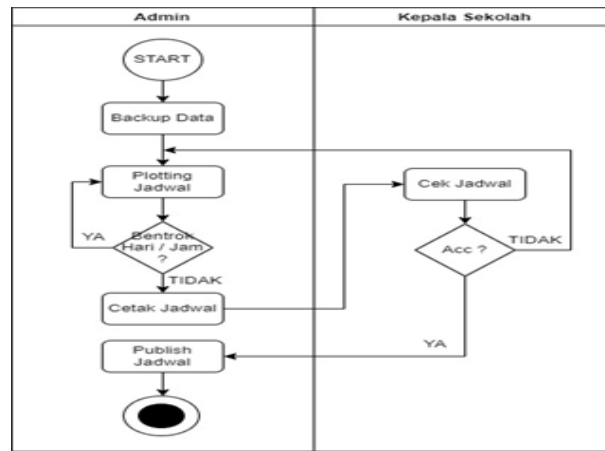 Admin
Kepala Sekolah
START
Backup Data
Plotting
Jadwal
Cek Jadwal
YA
Bentrok
Hari / Jam
?
Acc ?
TIDAK
TIDAK
Cetak Jadwal
YA
Publish
Jadwal